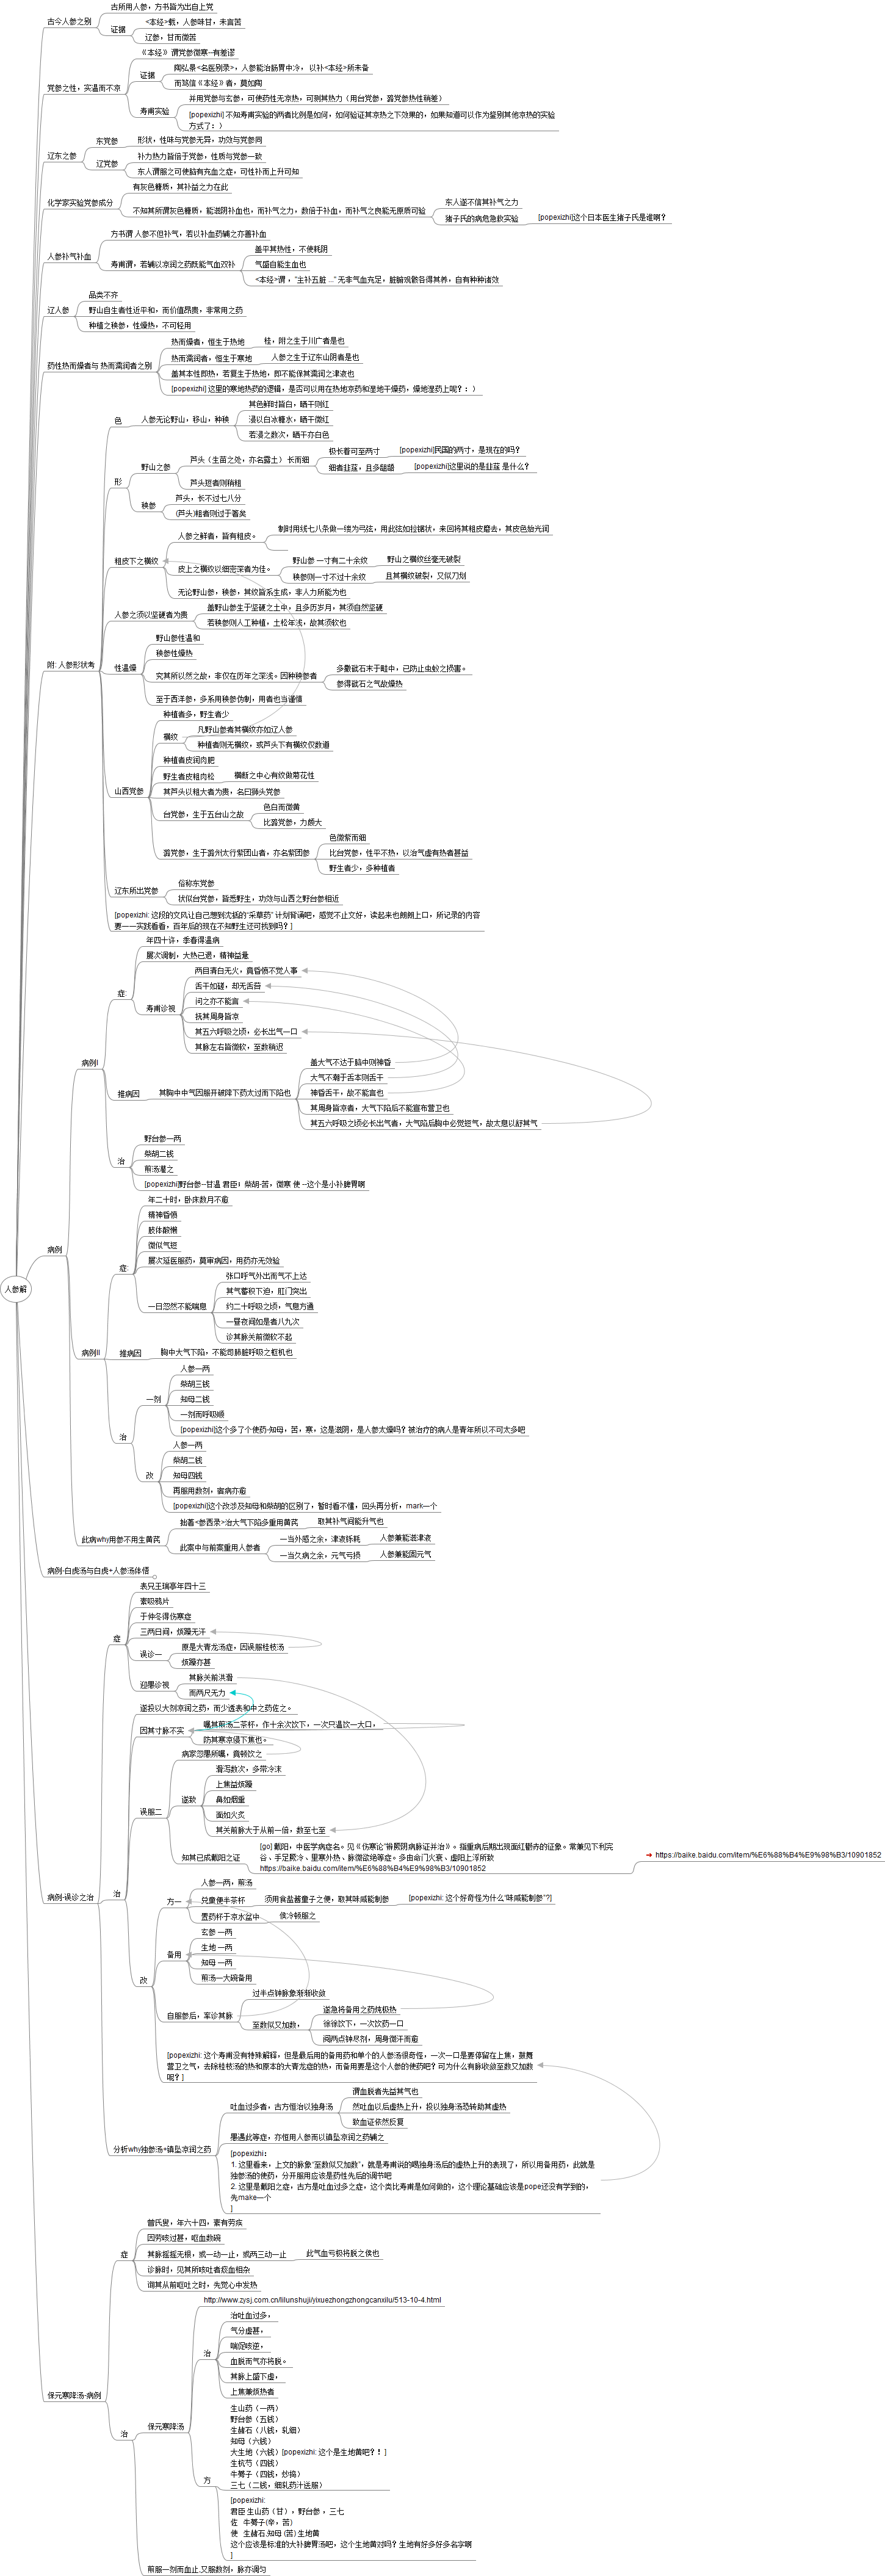 人参解
古今人参之别
古所用人参，方书皆为出自上党
证据
<本经>载，人参味甘，未言苦
辽参，甘而微苦
党参之性，实温而不凉
《本经》谓党参微寒--有差谬
证据
陶弘景<名医别录>，人参能治肠胃中冷， 以补<本经>所未备
而笃信《本经》者，莫如陶
寿甫实验
并用党参与玄参，可使药性无凉热，可测其热力（用台党参，潞党参热性稍差）
[popexizhi] 不知寿甫实验的两者比例是如何，如何验证其凉热之下效果的，如果知道可以作为鉴别其他凉热的实验
方式了：）
辽东之参
东党参
形状，性味与党参无异，功效与党参同
辽党参
补力热力皆倍于党参，性质与党参一致
东人谓服之可使脑有充血之症，可性补而上升可知
化学家实验党参成分
有灰色糖质，其补益之力在此
不知其所谓灰色糖质，能滋阴补血也，而补气之力，数倍于补血，而补气之良能无原质可验
东人遂不信其补气之力
猪子氏的病危急救实验
[popexizhi]这个日本医生猪子氏是谁啊？
人参补气补血
方书谓 人参不但补气，若以补血药辅之亦善补血
寿甫谓，若辅以凉润之药既能气血双补
盖平其热性，不使耗阴
气盛自能生血也
<本经>谓 ，"主补五脏 ..." 无非气血充足，脏腑观骸各得其养，自有种种诸效
辽人参
品类不齐
野山自生者性近平和，而价值昂贵，非常用之药
种植之秧参，性燥热，不可轻用
药性热而燥者与 热而濡润者之别
热而燥者，恒生于热地
桂，附之生于川广者是也
热而濡润者，恒生于寒地
人参之生于辽东山阴者是也
盖其本性即热，若复生于热地，即不能保其濡润之津液也
[popexizhi] 这里的寒地热药的逻辑，是否可以用在热地凉药和湿地干燥药，燥地湿药上呢？：）
附: 人参形状考
色
人参无论野山，移山，种秧
其色鲜时皆白，晒干则红
浸以白冰糖水，晒干微红
若浸之数次，晒干亦白色
形
野山之参
芦头（生苗之处，亦名露土） 长而细
极长着可至两寸
[popexizhi]民国的两寸，是现在的吗？
细者如韭莛，且多龃龉
[popexizhi]这里说的是韭莛 是什么？
芦头短者则稍粗
秧参
芦头，长不过七八分
(芦头)粗者则过于箸矣
粗皮下之横纹
人参之鲜者，皆有粗皮。
制时用线七八条做一缕为弓弦，用此弦如拉锯状，来回将其粗皮磨去，其皮色始光润
皮上之横纹以细密深者为佳。
野山参 一寸有二十余纹
野山之横纹丝毫无破裂
秧参则一寸不过十余纹
且其横纹破裂，又似刀划
无论野山参，秧参，其纹皆系生成，非人力所能为也
人参之须以坚硬者为贵
盖野山参生于坚硬之土中，且多历岁月，其须自然坚硬
若秧参则人工种植，土松年浅，故其须软也
性温燥
野山参性温和
秧参性燥热
究其所以然之故，非仅在历年之深浅。因种秧参者
多撒砒石末于畦中，已防止虫蚁之损害。
参得砒石之气故燥热
至于西洋参，多系用秧参伪制，用者也当谨慎
山西党参
种植者多，野生者少
横纹
凡野山参者其横纹亦如辽人参
种植者则无横纹，或芦头下有横纹仅数道
种植者皮润肉肥
野生者皮粗肉松
横断之中心有纹做菊花性
其芦头以粗大者为贵，名曰狮头党参
台党参，生于五台山之故
色白而微黄
比潞党参，力颇大
潞党参，生于潞州太行紫团山者，亦名紫团参
色微紫而细
比台党参，性平不热，以治气虚有热者甚益
野生者少，多种植者
辽东所出党参
俗称东党参
状似台党参，皆悉野生，功效与山西之野台参相近
[popexizhi: 这段的文风让自己想到沈括的"采草药" 计划背诵吧，感觉不止文好，读起来也朗朗上口，所记录的内容
要一一实践看看，百年后的现在不知野生还可找到吗？]
病例
病例I
症:
年四十许，季春得温病
屡次调制，大热已退，精神益惫
寿甫诊视
两目清白无火，竟昏愦不觉人事
舌干如磋，却无舌苔
问之亦不能言
抚其周身皆凉
其五六呼吸之顷，必长出气一口
其脉左右皆微软，至数稍迟
推病因
其胸中中气因服开破降下药太过而下陷也
盖大气不达于脑中则神昏
大气不潮于舌本则舌干
神昏舌干，故不能言也
其周身皆凉者，大气下陷后不能宣布营卫也
其五六呼吸之顷必长出气者，大气陷后胸中必觉短气，故太息以舒其气
治
野台参一两
柴胡二钱
煎汤灌之
[popexizhi]野台参--甘温 君臣；柴胡-苦，微寒 使 --这个是小补脾胃啊
病例II
症:
年二十时，卧床数月不愈
精神昏愦
肢体酸懒
微似气短
屡次延医服药，莫审病因，用药亦无效验
一日忽然不能喘息
张口呼气外出而气不上达
其气蓄积下迫，肛门突出
约二十呼吸之顷，气息方通
一昼夜间如是者八九次
诊其脉关前微软不起
推病因
胸中大气下陷，不能司肺脏呼吸之枢机也
治
一剂
人参一两
柴胡三钱
知母二钱
一剂而呼吸顺
[popexizhi]这个多了个使药-知母，苦，寒，这是滋阴，是人参太燥吗？被治疗的病人是青年所以不可太多吧
改
人参一两
柴胡二钱
知母四钱
再服用数剂，宿病亦愈
[popexizhi]这个改涉及知母和柴胡的区别了，暂时看不懂，回头再分析，mark一个
此病why用参不用生黄芪
拙著<参西录>治大气下陷多重用黄芪
取其补气间能升气也
此案中与前案重用人参者
一当外感之余，津液烁耗
人参兼能滋津液
一当久病之余，元气亏损
人参兼能固元气
病例-白虎汤与白虎+人参汤伴悟
病例-误诊之治
症
表兄王瑞亭年四十三
素吸鸦片
于仲冬得伤寒症
三两日间，烦躁无汗
误诊一
原是大青龙汤症，因误服桂枝汤
烦躁亦甚
迎愚诊视
其脉关前洪滑
而两尺无力
治
遂投以大剂凉润之药，而少透表和中之药佐之。
因其寸脉不实
嘱其煎汤二茶杯，作十余次饮下，一次只温饮一大口，
防其寒凉侵下焦也。
误服二
病家忽愚所嘱，竟顿饮之
遂致
滑泻数次，多带冷沫
上焦益烦躁
鼻如烟熏
面如火炙
其关前脉大于从前一倍，数至七至
知其已成戴阳之证
[go] 戴阳，中医学病症名。见《伤寒论"辨厥阴病脉证并治》。指重病后期出现面红颧赤的征象。常兼见下利完
谷、手足厥冷、里寒外热、脉微欲绝等症。多由命门火衰、虚阳上浮所致
https://baike.baidu.com/item/%E6%88%B4%E9%98%B3/10901852
https://baike.baidu.com/item/%E6%88%B4%E9%98%B3/10901852
改
方一
人参一两，煎汤
兑童便半茶杯
须用食盐酱童子之便，取其味咸能制参
[popexizhi: 这个好奇怪为什么"味咸能制参"?]
置药杯于凉水盆中
候冷顿服之
备用
玄参 一两
生地 一两
知母 一两
煎汤一大碗备用
自服参后，率诊其脉
过半点钟脉象渐渐收敛
至数似又加数，
遂急将备用之药炖极热
徐徐饮下，一次饮药一口
阅两点钟尽剂，周身微汗而愈
[popexizhi: 这个寿甫没有特殊解释，但是最后用的备用药和单个的人参汤很奇怪，一次一口是要停留在上焦，鼓舞
营卫之气，去除桂枝汤的热和原本的大青龙症的热，而备用要是这个人参的使药吧？可为什么有脉收敛至数又加数
呢？]
分析why独参汤+镇坠凉润之药
吐血过多者，古方恒治以独身汤
谓血脱者先益其气也
然吐血以后虚热上升，投以独身汤恐转助其虚热
致血证依然反复
愚遇此等症，亦恒用人参而以镇坠凉润之药辅之
[popexizhi：
1. 这里看来，上文的脉象"至数似又加数"，就是寿甫说的喝独身汤后的虚热上升的表现了，所以用备用药，此就是
独参汤的使药，分开服用应该是药性先后的调节吧
2. 这里是戴阳之症，古方是吐血过多之症，这个类比寿甫是如何做的，这个理论基础应该是pope还没有学到的，
先make一个
]
保元寒降汤-病例
症
曾氏叟，年六十四，素有劳疾
因劳咳过甚，呕血数碗
其脉摇摇无根，或一动一止，或两三动一止
此气血亏极将脱之侯也
诊脉时，见其所咳吐者痰血相杂
询其从前呕吐之时，先觉心中发热
治
保元寒降汤
http://www.zysj.com.cn/lilunshuji/yixuezhongzhongcanxilu/513-10-4.html
治
治吐血过多，
气分虚甚，
喘促咳逆，
血脱而气亦将脱。
其脉上盛下虚，
上焦兼烦热者
方
生山药（一两）
野台参（五钱）
生赭石（八钱，轧细）
知母（六钱）
大生地（六钱）[popexizhi: 这个是生地黄吧？！]
生杭芍（四钱）
牛蒡子（四钱，炒捣）
三七（二钱，细轧药汁送服）
[popexizhi:
君臣 生山药（甘），野台参 ，三七
佐 牛蒡子(辛，苦)
使 生赭石,知母 (苦) 生地黄
这个应该是标准的大补脾胃汤吧，这个生地黄对吗？生地有好多好多名字啊
]
煎服一剂而血止,又服数剂，脉亦调匀